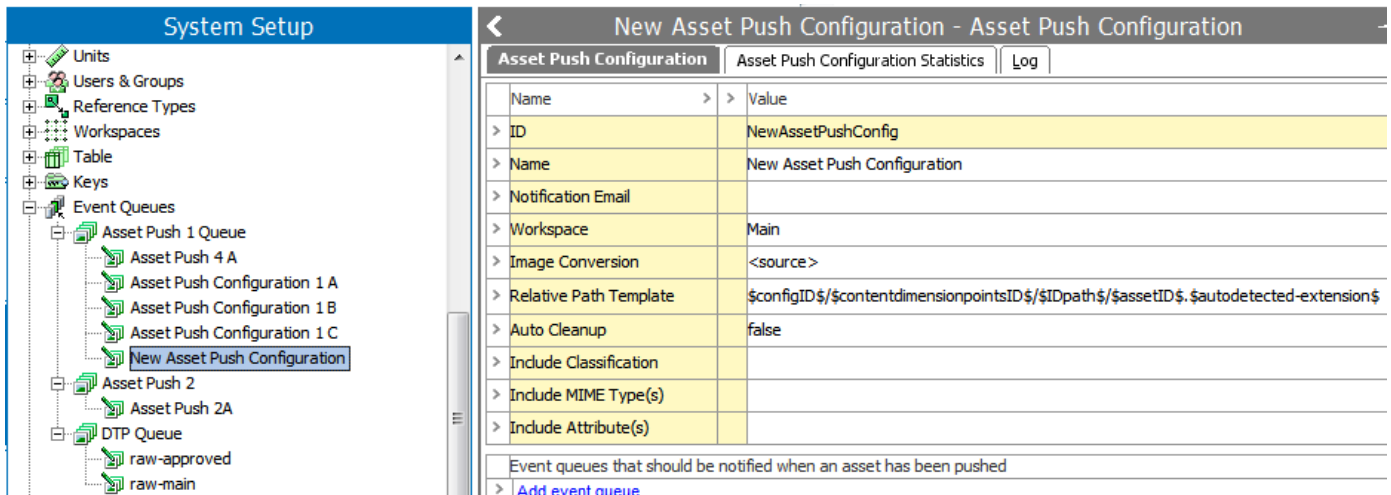 System Setup
Units
Users & Groups
Reference Types
Workspaces
Table
Keys
Event Queues
Asset Push 1 Queue
Asset Push 4 A
Asset Push Configuration 1 A
Asset Push Configuration 1 B
Asset Push Configuration 1 C
New Asset Push Configuration
Asset Push 2
Asset Push 2A
DTP Queue
raw-approved
raw-main
New Asset Push Configuration - Asset Push Configuration
Asset Push Configuration Asset Push Configuration Statistics Log
Name > > Value
> ID NewAssetPushConfig
> Name New Asset Push Configuration
> Notification Email
> Workspace Main
> Image Conversion <source>
> Relative Path Template $configID$/$contentdimensionpointsID$/$IDpath$/$assetID$.$autodetected-extension$
> Auto Cleanup false
> Include Classification
> Include MIME Type(s)
> Include Attribute(s)
Event queues that should be notified when an asset has been pushed
> Add event queue